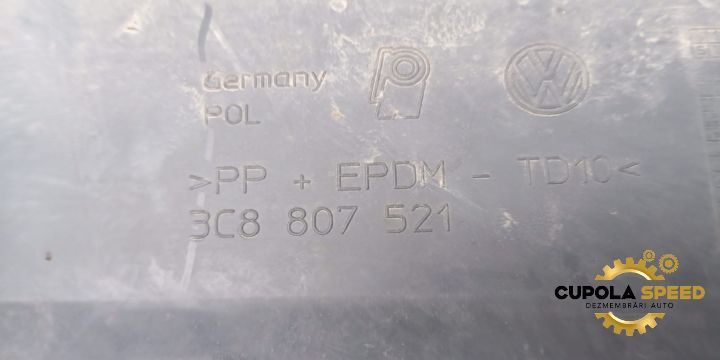 Germany
POL
>PP + EPDM - TD10<
3C8 807 521
CUPOLA SPEED
DEZMEMBRĂRI AUTO